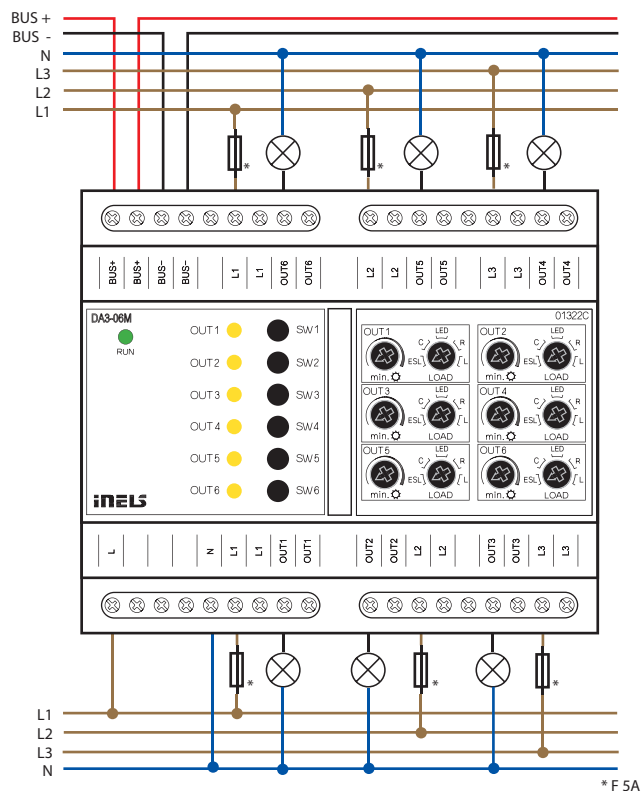 BUS +
BUS -
N
L3
L2
L1
* * *
BUS+ BUS+ BUS- BUS- L1 L1 OUT6 OUT6 L2 L2 OUT5 OUT5 L3 L3 OUT4 OUT4
DA3-06M
RUN
OUT1 SW1
OUT2 SW2
OUT3 SW3
OUT4 SW4
OUT5 SW5
OUT6 SW6
iNELS
01322C
OUT1 LED C R ESL L min. LOAD
OUT2 LED C R ESL L min. LOAD
OUT3 LED C R ESL L min. LOAD
OUT4 LED C R ESL L min. LOAD
OUT5 LED C R ESL L min. LOAD
OUT6 LED C R ESL L min. LOAD
L N L1 L1 OUT1 OUT1 OUT2 OUT2 L2 L2 OUT3 OUT3 L3 L3
* * *
L1
L2
L3
N
* F 5A